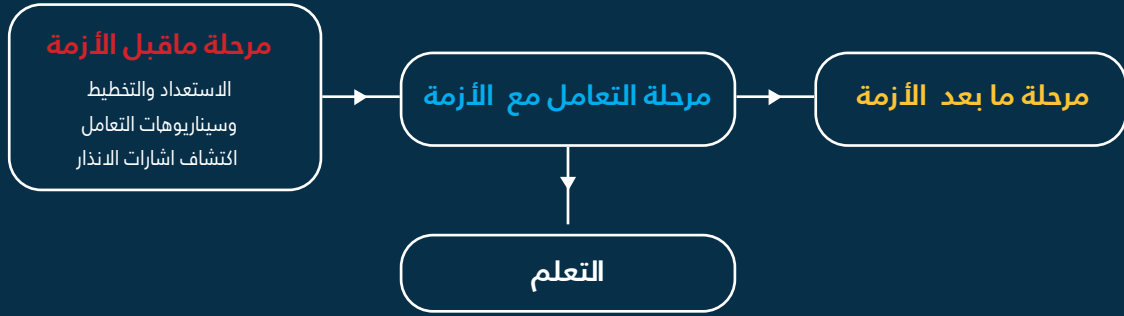 مرحلة ماقبل الأزمة
الاستعداد والتخطيط
وسيناريوهات التعامل
اكتشاف اشارات الانذار
مرحلة التعامل مع الأزمة
مرحلة ما بعد الأزمة
التعلم